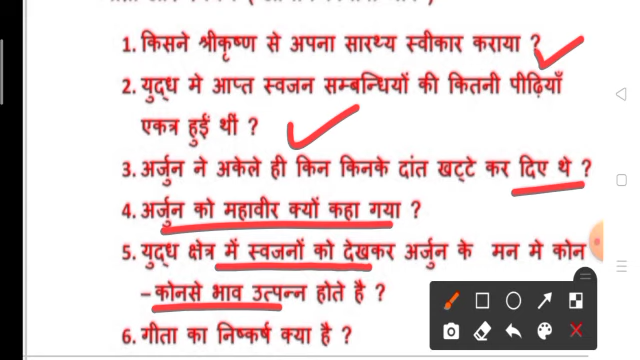 1. किसने श्रीकृष्ण से अपना सारथ्य स्वीकार कराया ?
2. युद्ध मे आप्त स्वजन सम्बन्धियों की कितनी पीढ़ियाँ
एकत्र हुईं थीं ?
3. अर्जुन ने अकेले ही किन किनके दांत खट्टे कर दिए थे ?
4. अर्जुन को महावीर क्यों कहा गया ?
5. युद्ध क्षेत्र में स्वजनों को देखकर अर्जुन के मन मे कोन
– कोनसे भाव उत्पन्न होते है ?
6. गीता का निष्कर्ष क्या है ?